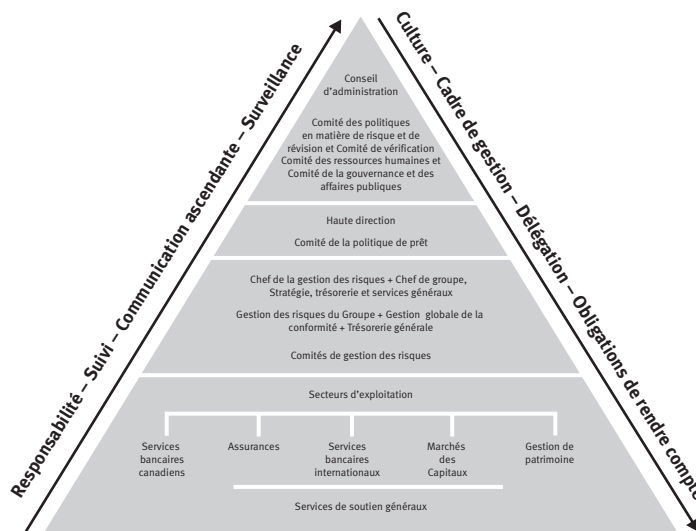 Responsabilité – Suivi – Communication ascendante – Surveillance
Culture – Cadre de gestion – Délégation – Obligations de rendre compte
Conseil
d'administration
Comité des politiques
en matière de risque et de
révision et Comité de vérification
Comité des ressources humaines et
Comité de la gouvernance et des
affaires publiques
Haute direction
Comité de la politique de prêt
Chef de la gestion des risques + Chef de groupe,
Stratégie, trésorerie et services généraux
Gestion des risques du Groupe + Gestion globale de la
conformité + Trésorerie générale
Comités de gestion des risques
Secteurs d'exploitation
Services
bancaires
canadiens
Assurances
Services
bancaires
internationaux
Marchés
des
Capitaux
Gestion de
patrimoine
Services de soutien généraux